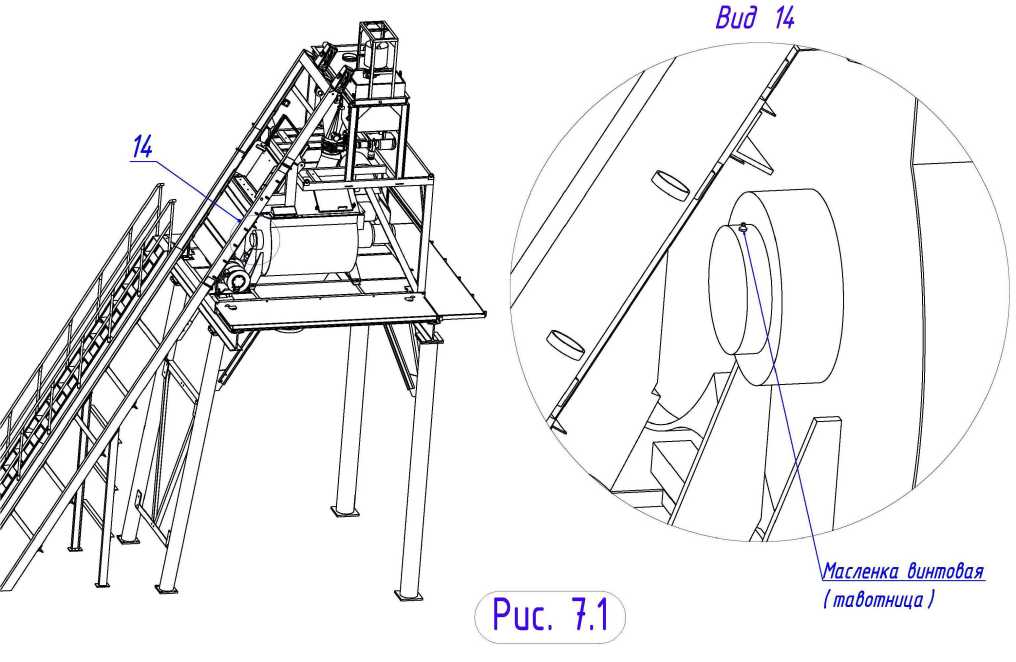 Вид 14
14
Масленка винтовая
(тавотница)
Рис. 7.1